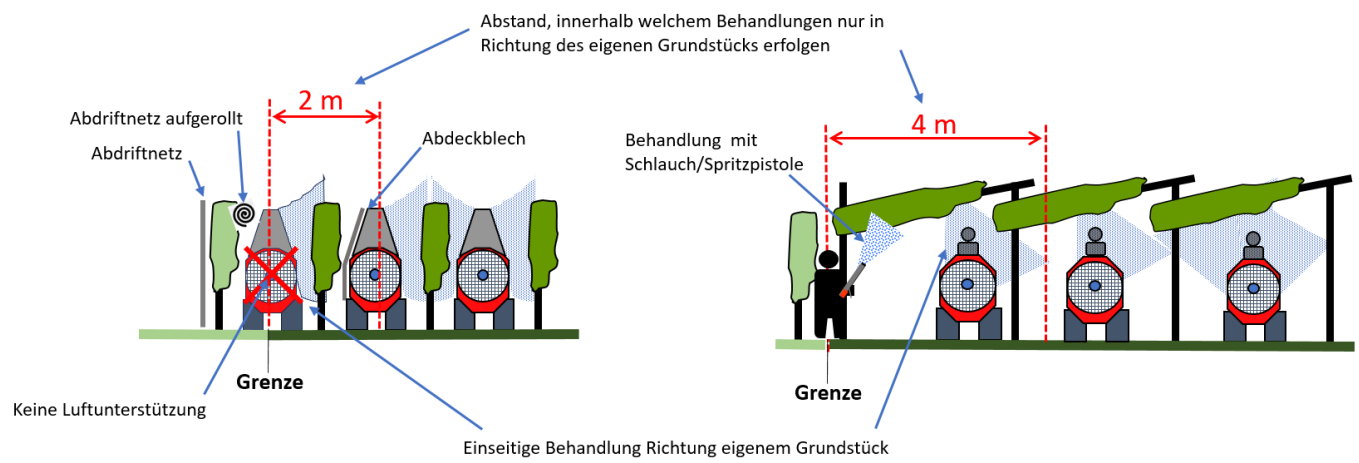 Abstand, innerhalb welchem Behandlungen nur in
Richtung des eigenen Grundstücks erfolgen
2 m
4 m
Abdriftnetz aufgerollt
Abdriftnetz
Abdeckblech
Behandlung mit
Schlauch/Spritzpistole
Grenze
Grenze
Keine Luftunterstützung
Einseitige Behandlung Richtung eigenem Grundstück